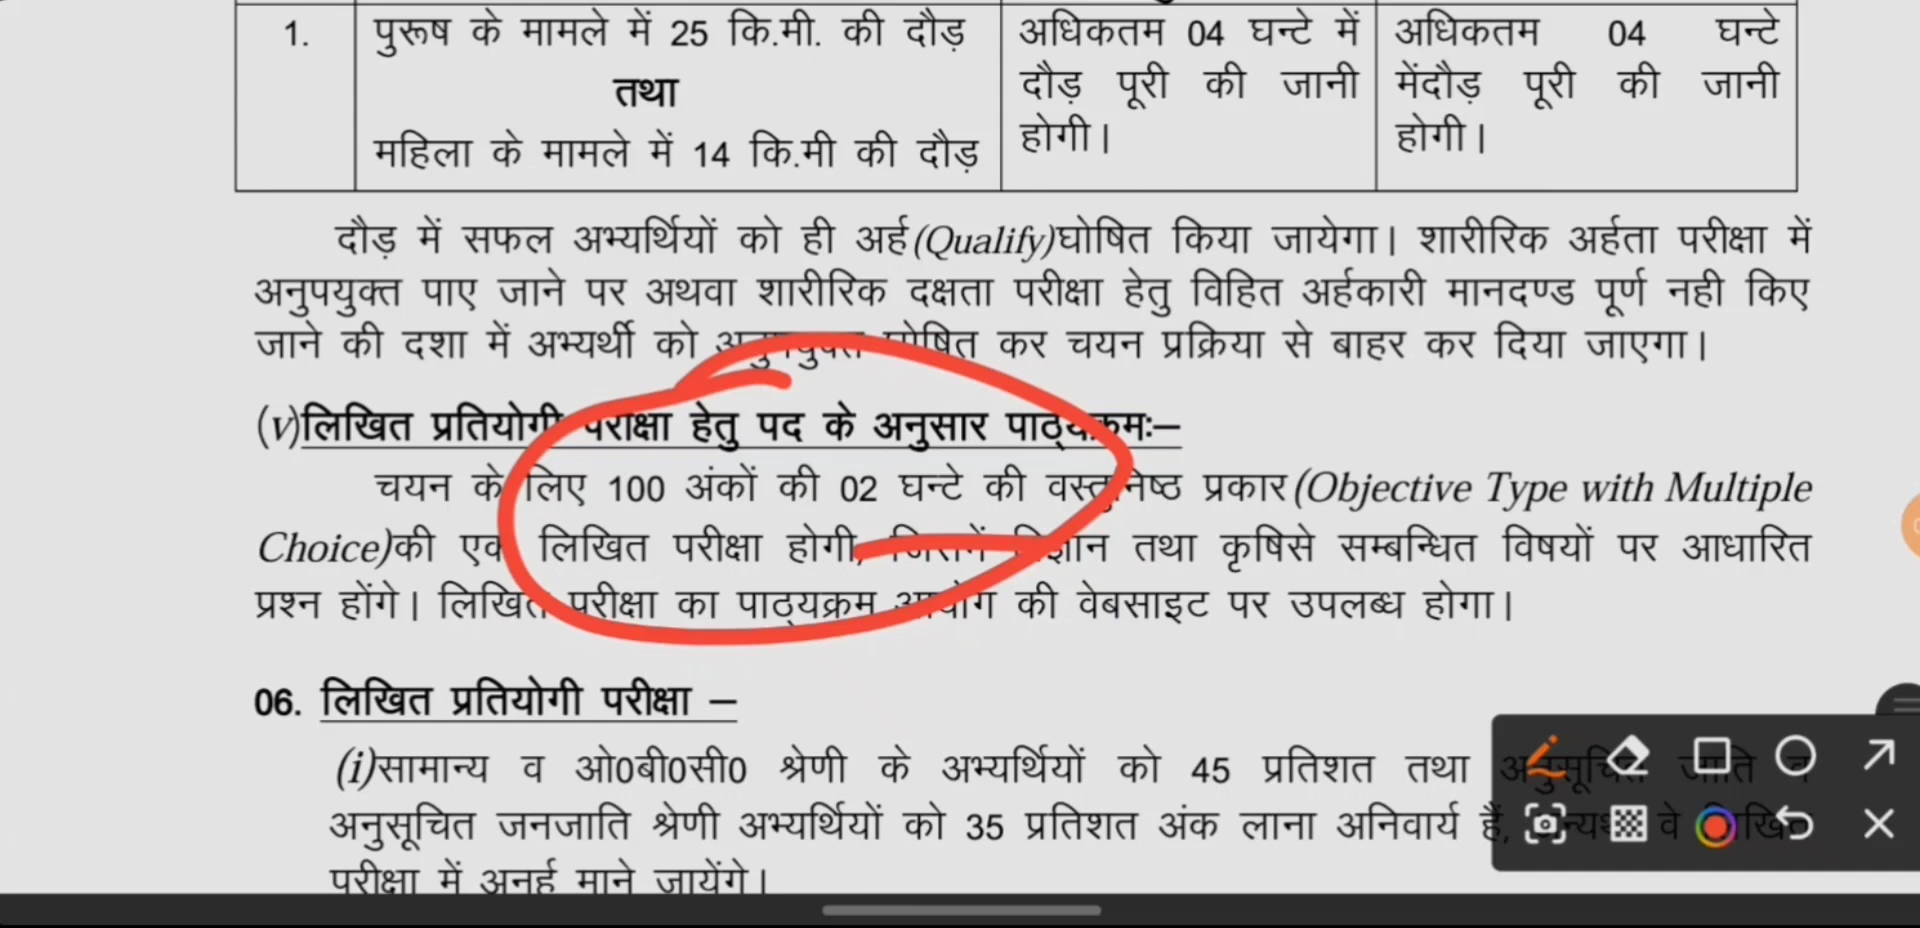 1. पुरूष के मामले में 25 कि.मी. की दौड़
तथा
महिला के मामले में 14 कि.मी की दौड़
अधिकतम 04 घन्टे में
दौड़ पूरी की जानी
होगी।
अधिकतम 04 घन्टे
मेंदौड़ पूरी की जानी
होगी।
दौड़ में सफल अभ्यर्थियों को ही अर्ह(Qualify)घोषित किया जायेगा। शारीरिक अर्हता परीक्षा में
अनुपयुक्त पाए जाने पर अथवा शारीरिक दक्षता परीक्षा हेतु विहित अर्हकारी मानदण्ड पूर्ण नही किए
जाने की दशा में अभ्यर्थी को अनुपयुक्त घोषित कर चयन प्रक्रिया से बाहर कर दिया जाएगा।
(v)लिखित प्रतियोगी परीक्षा हेतु पद के अनुसार पाठ्यक्रमः–
चयन के लिए 100 अंकों की 02 घन्टे की वस्तुनिष्ठ प्रकार(Objective Type with Multiple
Choice)की एक लिखित परीक्षा होगी, जिसमें विज्ञान तथा कृषिसे सम्बन्धित विषयों पर आधारित
प्रश्न होंगे। लिखित परीक्षा का पाठ्यक्रम आयोग की वेबसाइट पर उपलब्ध होगा।
06. लिखित प्रतियोगी परीक्षा –
(i)सामान्य व ओ0बी0सी0 श्रेणी के अभ्यर्थियों को 45 प्रतिशत तथा अनुसूचित जाति व
अनुसूचित जनजाति श्रेणी अभ्यर्थियों को 35 प्रतिशत अंक लाना अनिवार्य हैं, अन्यथा वे लिखित
परीक्षा में अनर्ह माने जायेंगे।